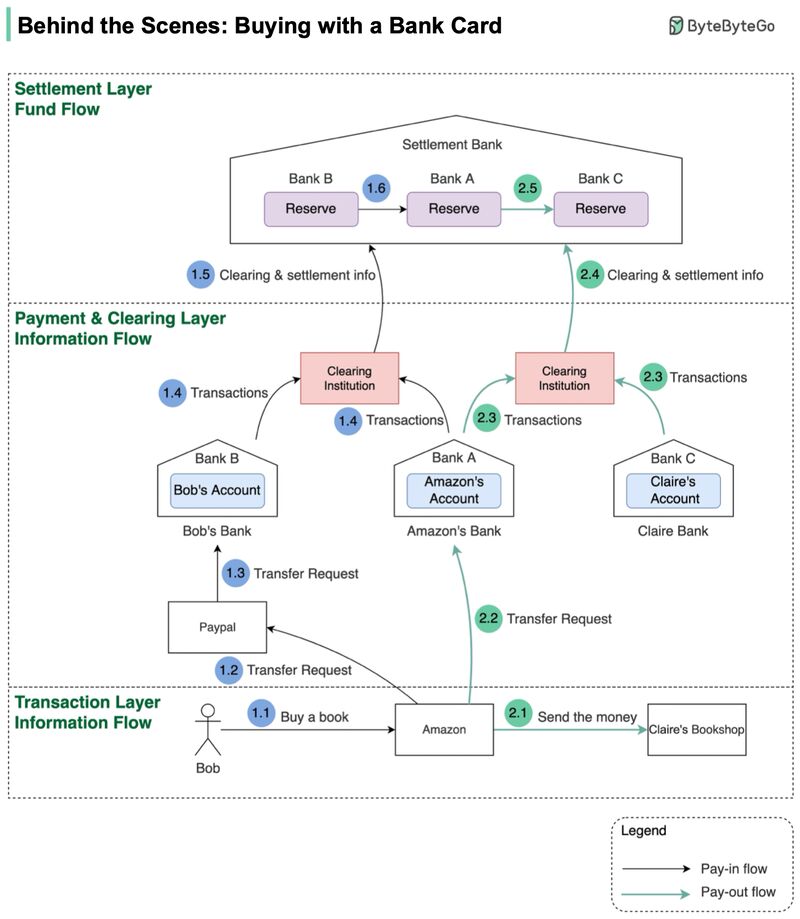 Behind the Scenes: Buying with a Bank Card
ByteByteGo
Settlement Layer
Fund Flow
Settlement Bank
Bank B
Bank A
Bank C
Reserve
1.6
Reserve
2.5
Reserve
1.5 Clearing & settlement info
2.4 Clearing & settlement info
Payment & Clearing Layer
Information Flow
Clearing
Institution
Clearing
Institution
1.4 Transactions
1.4 Transactions
2.3 Transactions
2.3 Transactions
Bank B
Bob's Account
Bob's Bank
Bank A
Amazon's
Account
Amazon's Bank
Bank C
Claire's
Account
Claire Bank
1.3 Transfer Request
Paypal
1.2 Transfer Request
2.2 Transfer Request
Transaction Layer
Information Flow
Bob
1.1 Buy a book
Amazon
2.1 Send the money
Claire's Bookshop
Legend
Pay-in flow
Pay-out flow